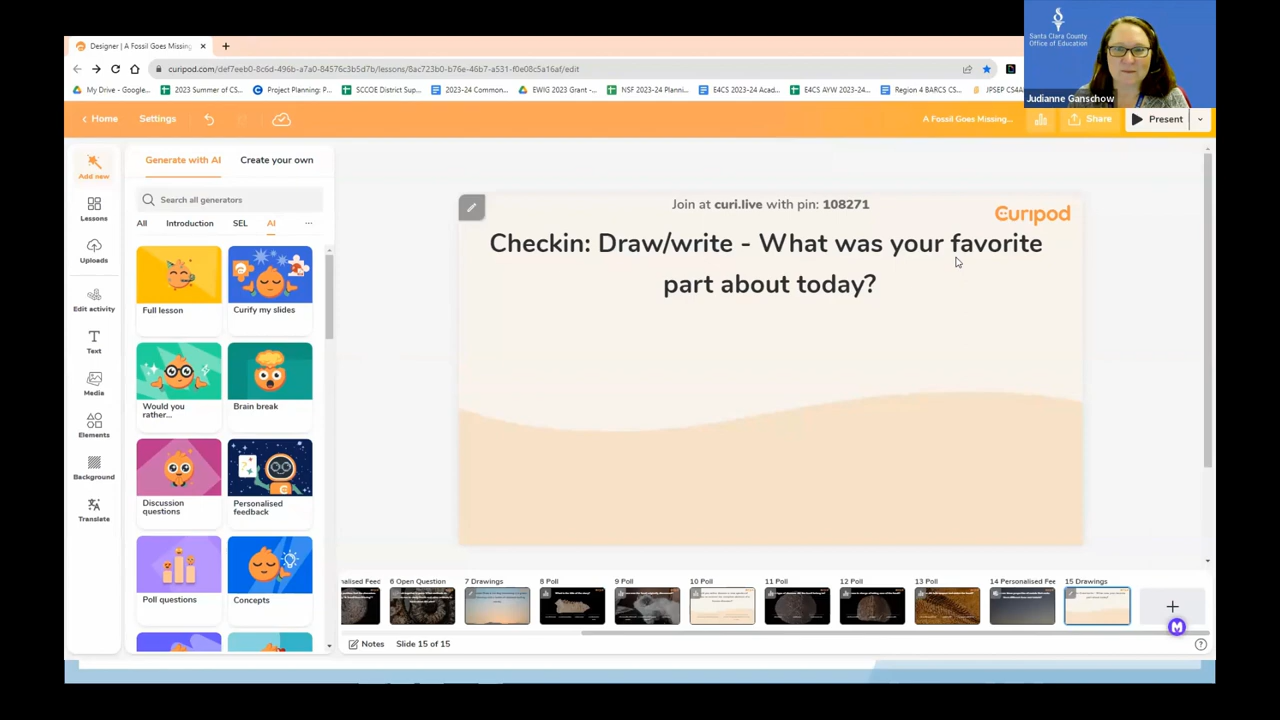 Santa Clara County
Office of Education
Judianne Ganschow
Designer | A Fossil Goes Missing
curipod.com/def7eeb0-8c6d-496b-a7a0-84576c3b5d7b/lessons/8ac723b0-b76e-46b7-a531-f0e08c5a16af/edit
My Drive - Google... 2023 Summer of CS... Project Planning: P... SCCOE District Sup... 2023-24 Common... EWIG 2023 Grant -... NSF 2023-24 Planni... E4CS 2023-24 Acad... E4CS AYW 2023-24... Region 4 BARCS CS... JPSEP CS4A
Home Settings A Fossil Goes Missing... Share Present
Add new
Lessons
Uploads
Edit activity
Text
Media
Elements
Background
Translate
Generate with AI Create your own
Search all generators
All Introduction SEL AI ...
Full lesson Curify my slides
Would you
rather... Brain break
Discussion
questions Personalised
feedback
Poll questions Concepts
Join at curi.live with pin: 108271
Curipod
Checkin: Draw/write - What was your favorite
part about today?
nalised Feed 6 Open Question 7 Drawings 8 Poll 9 Poll 10 Poll 11 Poll 12 Poll 13 Poll 14 Personalised Fee 15 Drawings
Notes Slide 15 of 15